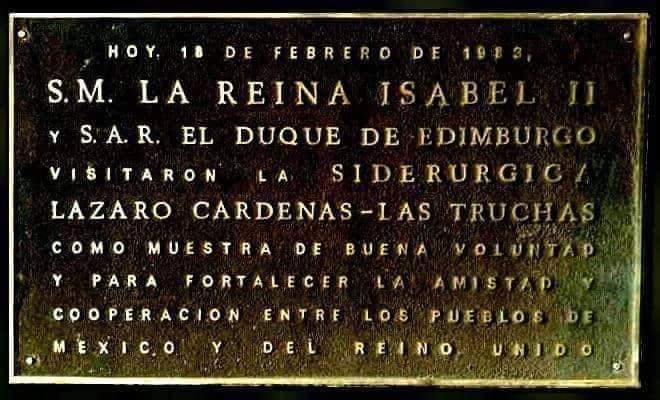 HOY, 18 DE FEBRERO DE 1983,
S.M. LA REINA ISABEL II
Y S.A.R. EL DUQUE DE EDIMBURGO
VISITARON LA SIDERURGICA
LAZARO CARDENAS-LAS TRUCHAS
COMO MUESTRA DE BUENA VOLUNTAD
Y PARA FORTALECER LA AMISTAD Y
COOPERACION ENTRE LOS PUEBLOS DE
MEXICO Y DEL REINO UNIDO